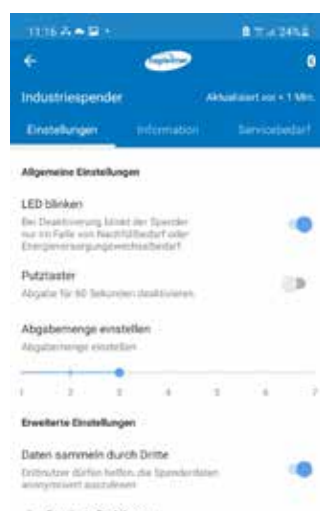 11:16
24%
Industriespender Aktualisiert vor < 1 Min.
Einstellungen Information Servicebedarf
Allgemeine Einstellungen
LED blinken
Bei Deaktivierung blinkt der Spender
nur im Falle von Nachfüllbedarf oder
Energieversorgungswechselbedarf
Putztaster
Abgabe für 60 Sekunden deaktivieren
Abgabemenge einstellen
Abgabemenge einstellen
1 2 3 4 5 6 7
Erweiterte Einstellungen
Daten sammeln durch Dritte
Drittnutzer dürfen helfen, die Spenderdaten
anonymisiert auszulesen